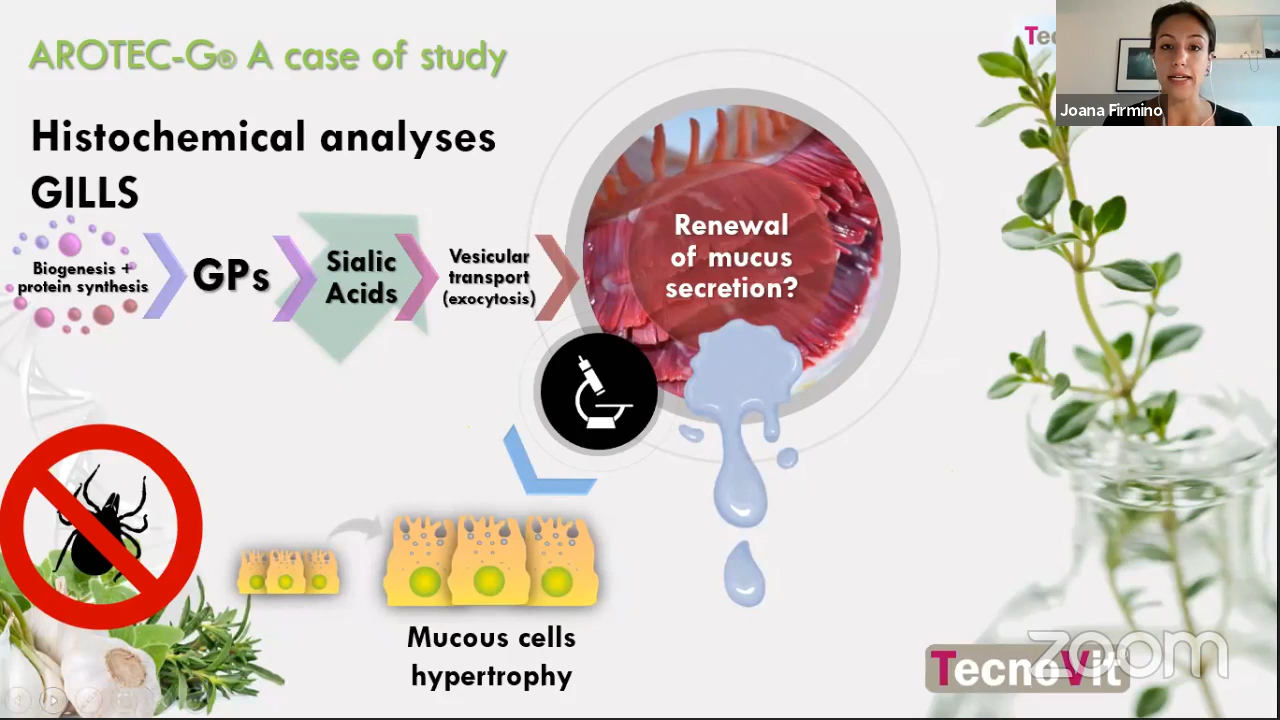 AROTEC-G® A case of study
Tec
Joana Firmino
Histochemical analyses
GILLS
Biogenesis +
protein synthesis
GPs
Sialic
Acids
Vesicular
transport
(exocytosis)
Renewal
of mucus
secretion?
Mucous cells
hypertrophy
zoom
TecnoVit